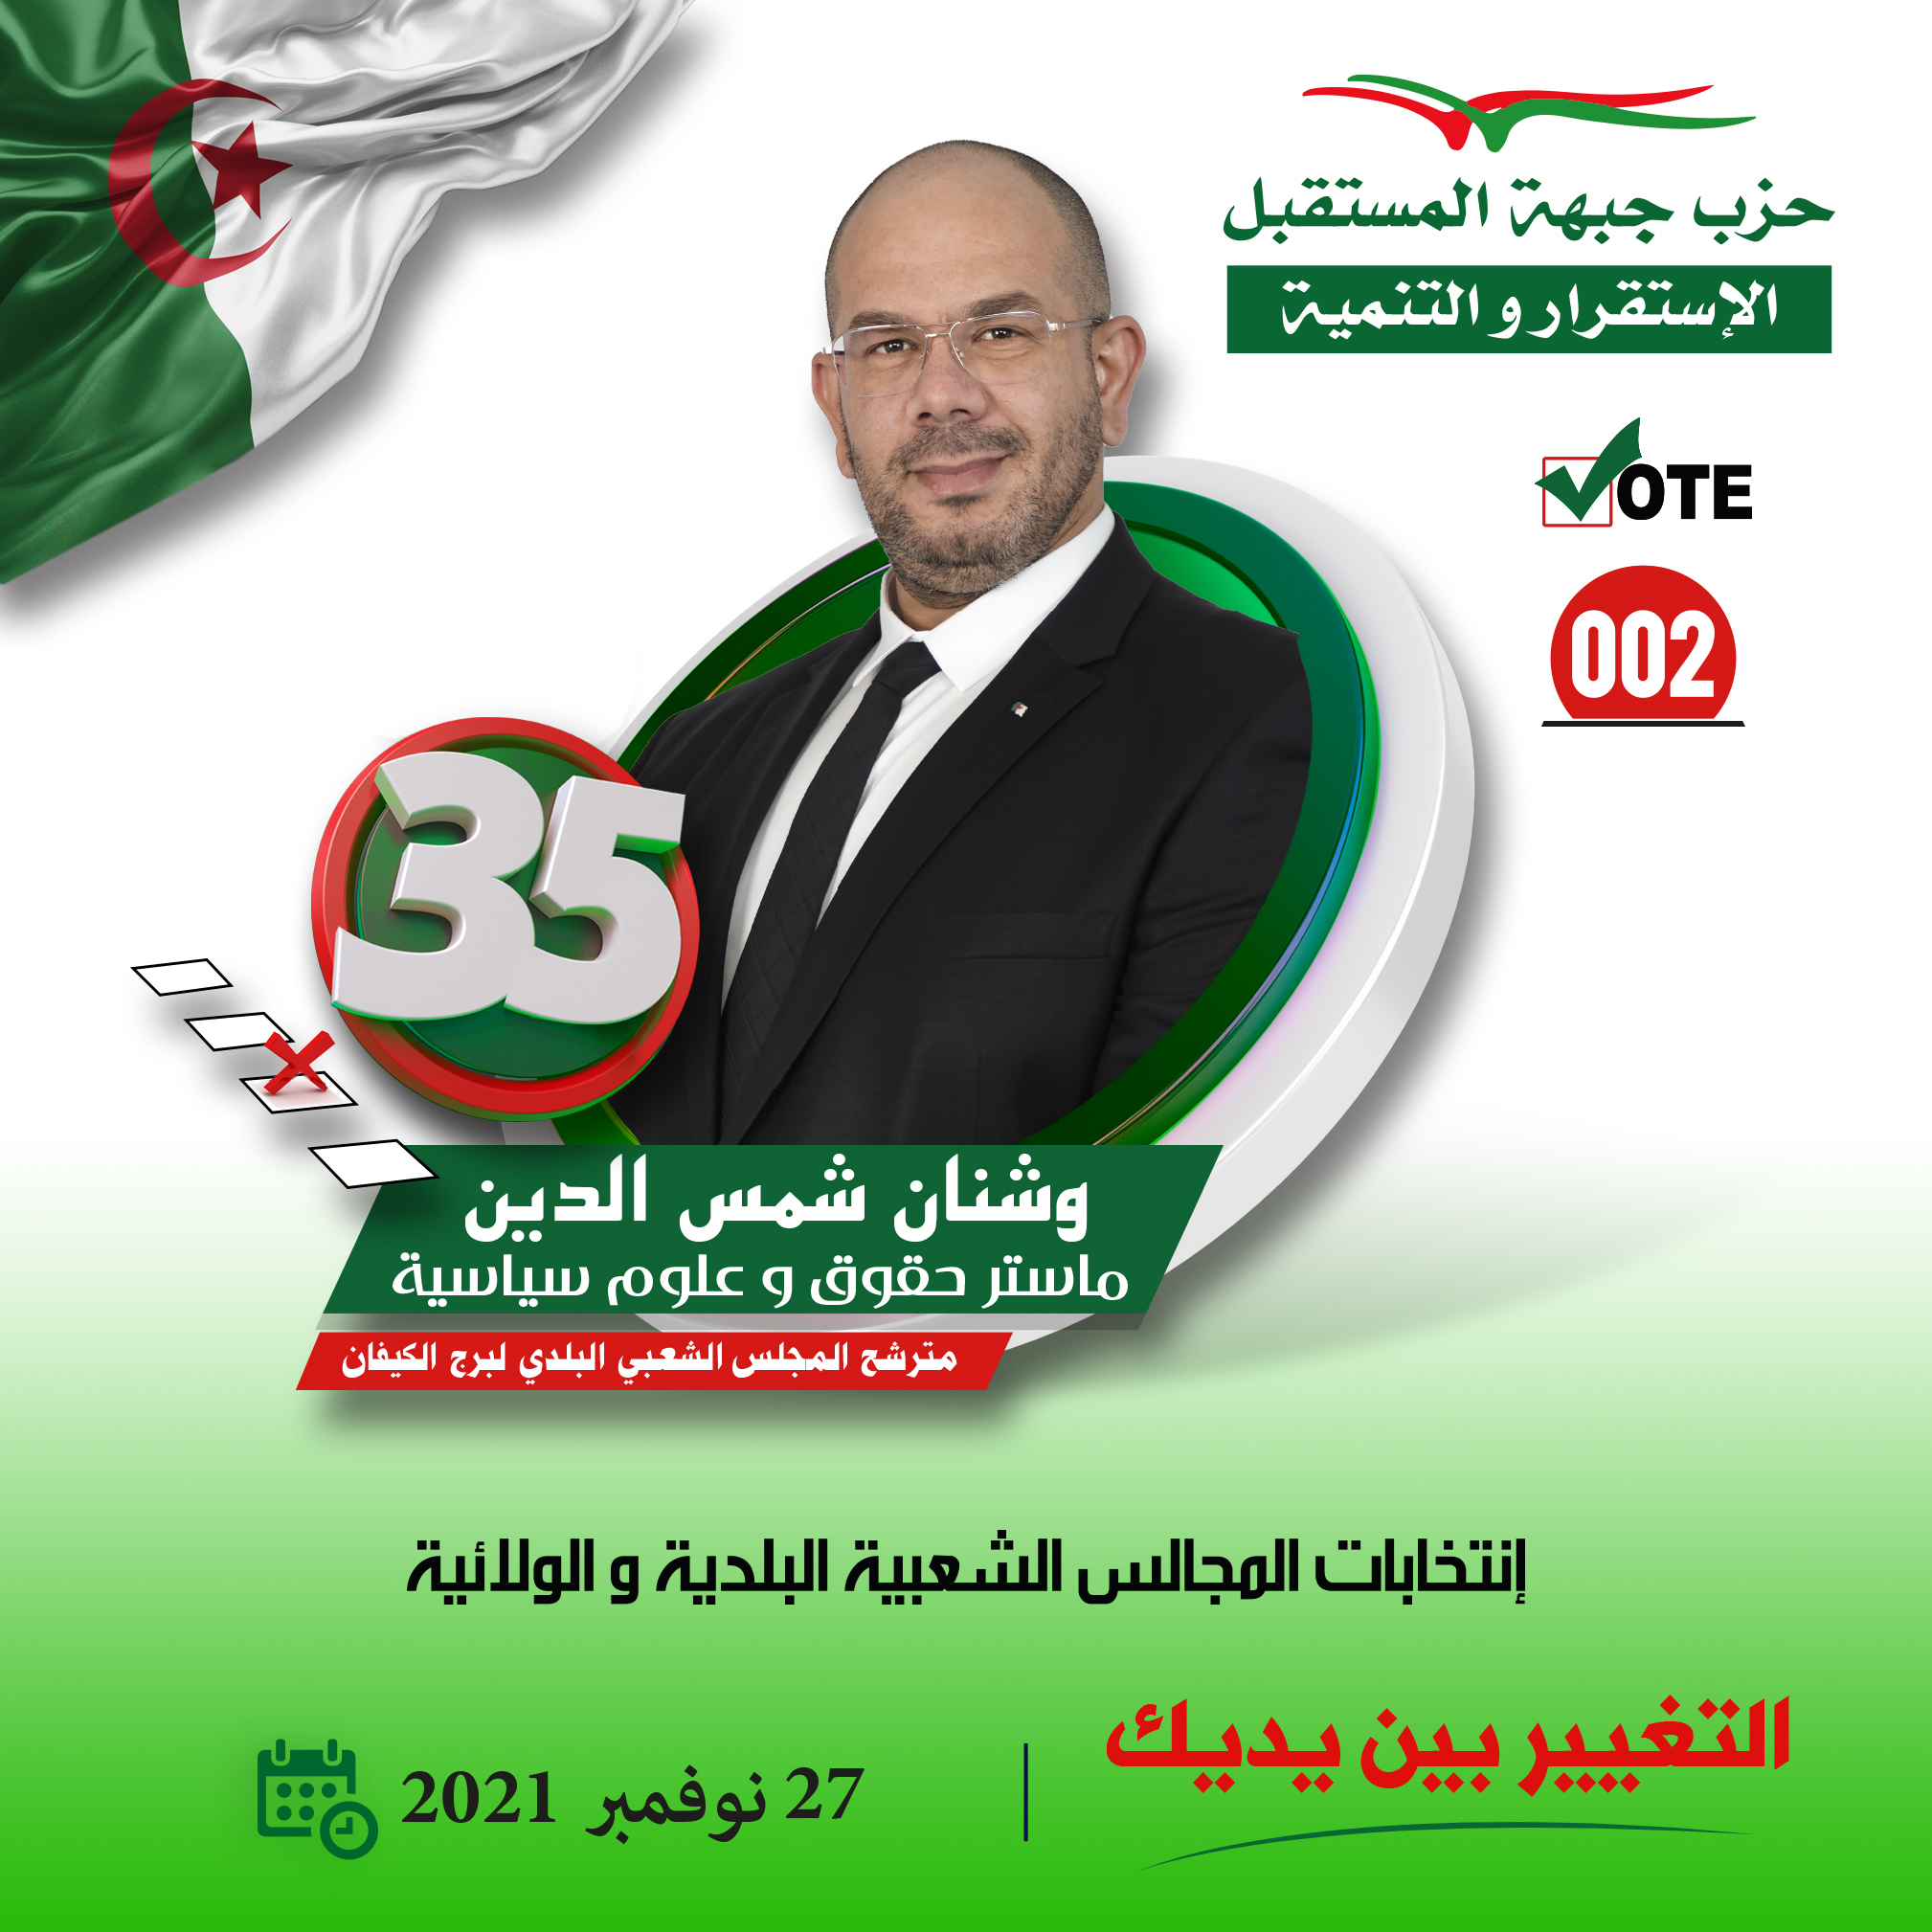 حزب جبهة المستقبل
الإستقرار و التنمية
VOTE
002
35
وشنان شمس الدين
ماستر حقوق و علوم سياسية
مترشح المجلس الشعبي البلدي لبرج الكيفان
إنتخابات المجالس الشعبية البلدية و الولائية
التغيير بين يديك
27 نوفمبر 2021